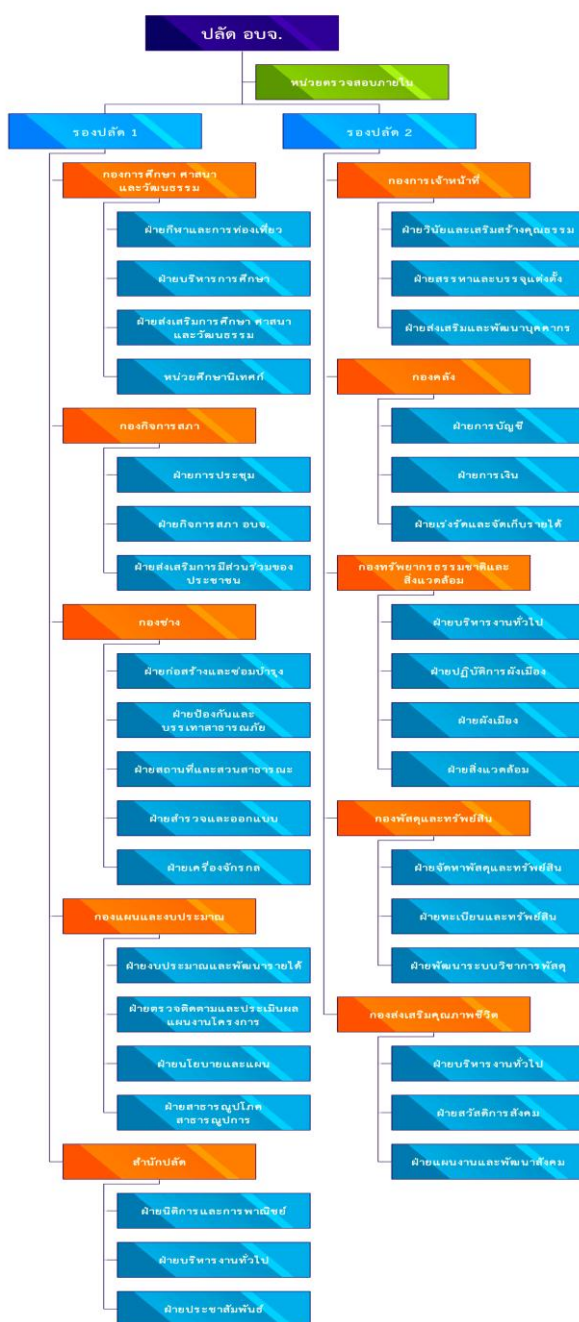 ปลัด อบจ.
หน่วยตรวจสอบภายใน
รองปลัด 1
กองการศึกษา ศาสนา
และวัฒนธรรม
ฝ่ายกีฬาและการท่องเที่ยว
ฝ่ายบริหารการศึกษา
ฝ่ายส่งเสริมการศึกษา ศาสนา
และวัฒนธรรม
หน่วยศึกษานิเทศก์
กองกิจการสภา
ฝ่ายการประชุม
ฝ่ายกิจการสภา อบจ.
ฝ่ายส่งเสริมการมีส่วนร่วมของ
ประชาชน
กองช่าง
ฝ่ายก่อสร้างและซ่อมบำรุง
ฝ่ายป้องกันและ
บรรเทาสาธารณภัย
ฝ่ายสถานที่และสวนสาธารณะ
ฝ่ายสำรวจและออกแบบ
ฝ่ายเครื่องจักรกล
กองแผนและงบประมาณ
ฝ่ายงบประมาณและพัฒนารายได้
ฝ่ายตรวจติดตามและประเมินผล
แผนงานโครงการ
ฝ่ายนโยบายและแผน
ฝ่ายสาธารณูปโภค
สาธารณูปการ
สำนักปลัด
ฝ่ายนิติการและการพาณิชย์
ฝ่ายบริหารงานทั่วไป
ฝ่ายประชาสัมพันธ์
รองปลัด 2
กองการเจ้าหน้าที่
ฝ่ายวินัยและเสริมสร้างคุณธรรม
ฝ่ายสรรหาและบรรจุแต่งตั้ง
ฝ่ายส่งเสริมและพัฒนาบุคคากร
กองคลัง
ฝ่ายการบัญชี
ฝ่ายการเงิน
ฝ่ายเร่งรัดและจัดเก็บรายได้
กองทรัพยากรธรรมชาติและ
สิ่งแวดล้อม
ฝ่ายบริหารงานทั่วไป
ฝ่ายปฏิบัติการผังเมือง
ฝ่ายผังเมือง
ฝ่ายสิ่งแวดล้อม
กองพัสดุและทรัพย์สิน
ฝ่ายจัดหาพัสดุและทรัพย์สิน
ฝ่ายทะเบียนและทรัพย์สิน
ฝ่ายพัฒนาระบบวิชาการพัสดุ
กองส่งเสริมคุณภาพชีวิต
ฝ่ายบริหารงานทั่วไป
ฝ่ายสวัสดิการสังคม
ฝ่ายแผนงานและพัฒนาสังคม